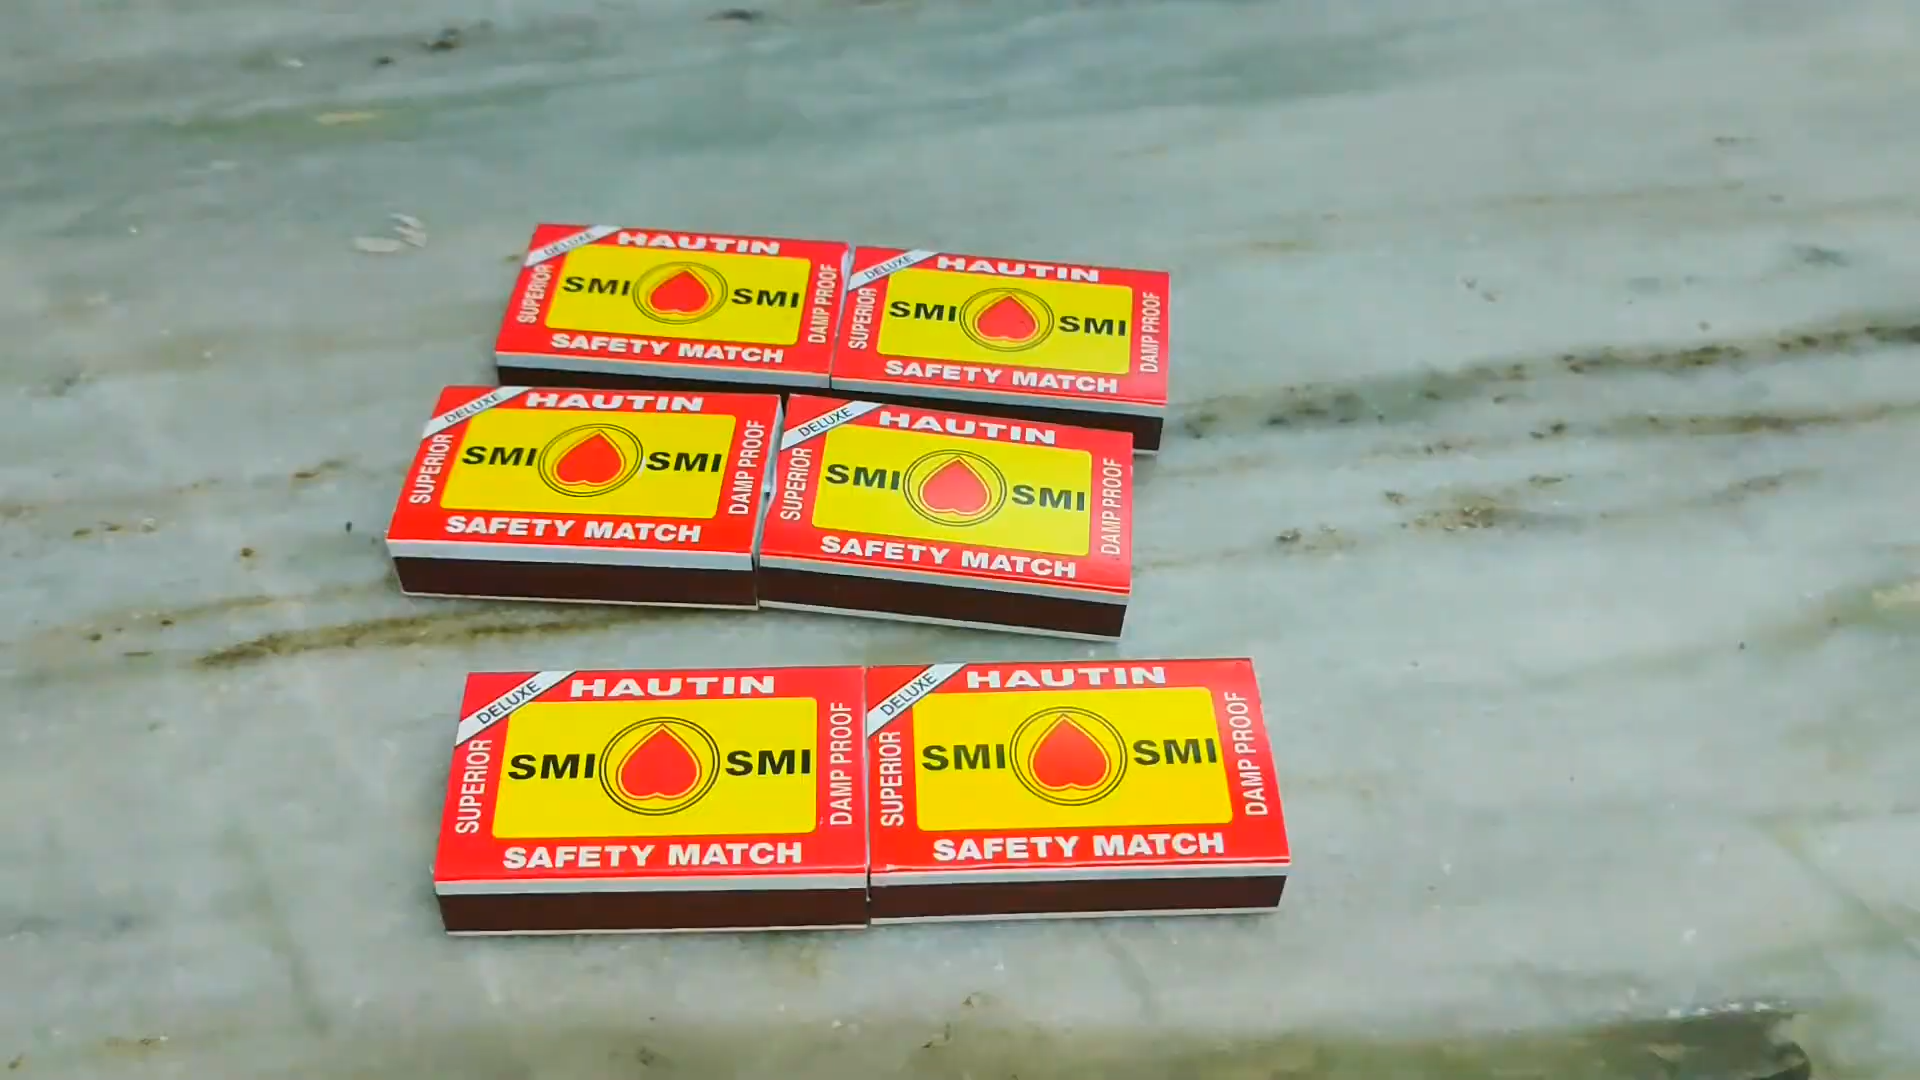 DELUXE
HAUTIN
SUPERIOR
SMI SMI
DAMP PROOF
SAFETY MATCH
DELUXE
HAUTIN
SUPERIOR
SMI SMI
DAMP PROOF
SAFETY MATCH
DELUXE
HAUTIN
SUPERIOR
SMI SMI
DAMP PROOF
SAFETY MATCH
DELUXE
HAUTIN
SUPERIOR
SMI SMI
DAMP PROOF
SAFETY MATCH
DELUXE
HAUTIN
SUPERIOR
SMI SMI
DAMP PROOF
SAFETY MATCH
DELUXE
HAUTIN
SUPERIOR
SMI SMI
DAMP PROOF
SAFETY MATCH